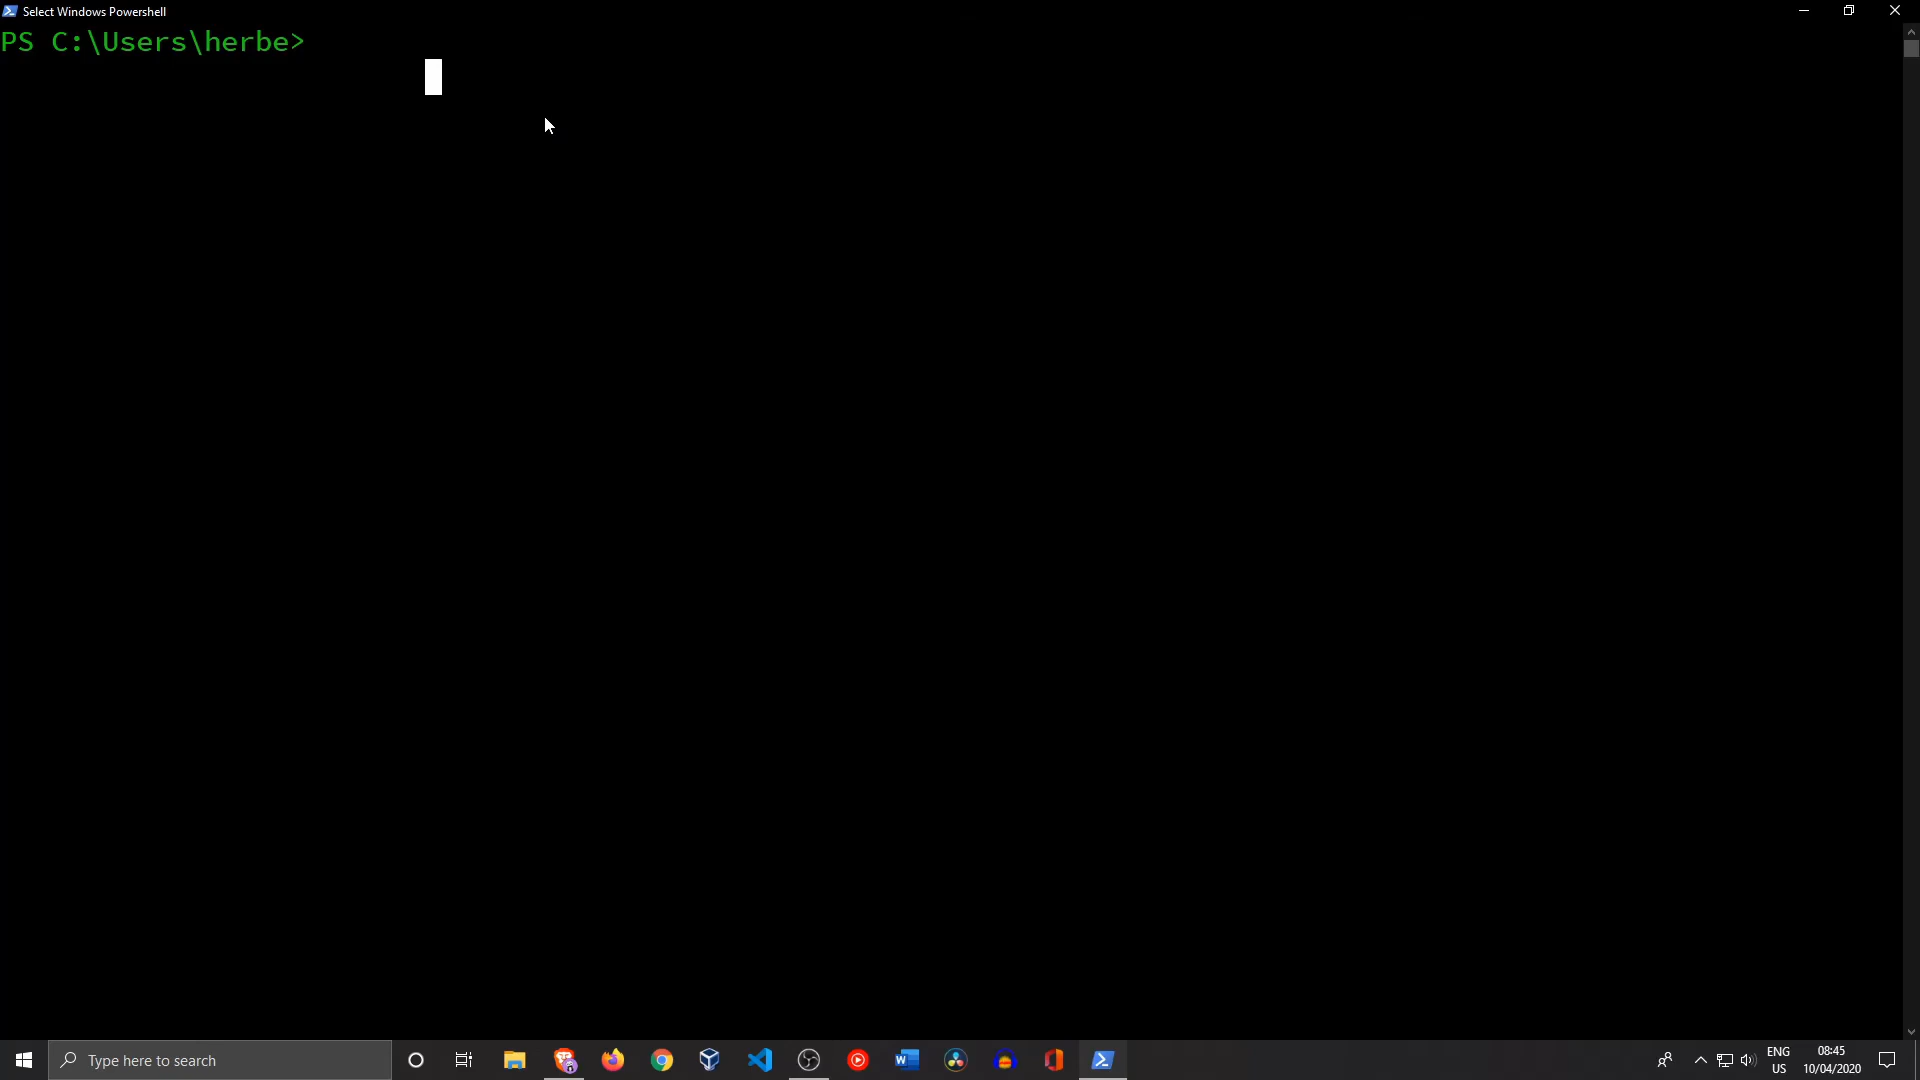 Select Windows Powershell
PS C:\Users\herbe>
Type here to search
ENG
US
08:45
10/04/2020